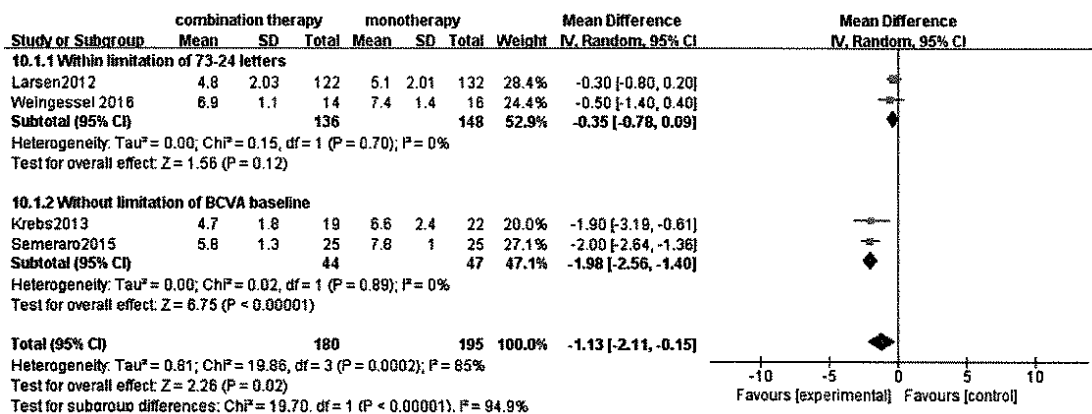 combination therapy monotherapy Mean Difference Mean Difference
Study or Subgroup Mean SD Total Mean SD Total Weight IV, Random, 95% CI IV, Random, 95% CI
10.1.1 Within limitation of 73-24 letters
Larsen2012 4.8 2.03 122 5.1 2.01 132 28.4% -0.30 [-0.80, 0.20]
Weingessel 2016 6.9 1.1 14 7.4 1.4 16 24.4% -0.50 [-1.40, 0.40]
Subtotal (95% CI) 136 148 52.9% -0.35 [-0.78, 0.09]
Heterogeneity: Tau² = 0.00; Chi² = 0.15, df = 1 (P = 0.70); I² = 0%
Test for overall effect: Z = 1.56 (P = 0.12)
10.1.2 Without limitation of BCVA baseline
Krebs2013 4.7 1.8 19 6.6 2.4 22 20.0% -1.90 [-3.19, -0.61]
Semeraro2015 5.8 1.3 25 7.8 1 25 27.1% -2.00 [-2.64, -1.36]
Subtotal (95% CI) 44 47 47.1% -1.98 [-2.56, -1.40]
Heterogeneity: Tau² = 0.00; Chi² = 0.02, df = 1 (P = 0.89); I² = 0%
Test for overall effect: Z = 6.75 (P < 0.00001)
Total (95% CI) 180 195 100.0% -1.13 [-2.11, -0.15]
Heterogeneity: Tau² = 0.81; Chi² = 19.86, df = 3 (P = 0.0002); I² = 85%
Test for overall effect: Z = 2.26 (P = 0.02)
Test for subgroup differences: Chi² = 19.70, df = 1 (P < 0.00001), I² = 94.9%
-10 -5 0 5 10
Favours [experimental] Favours [control]